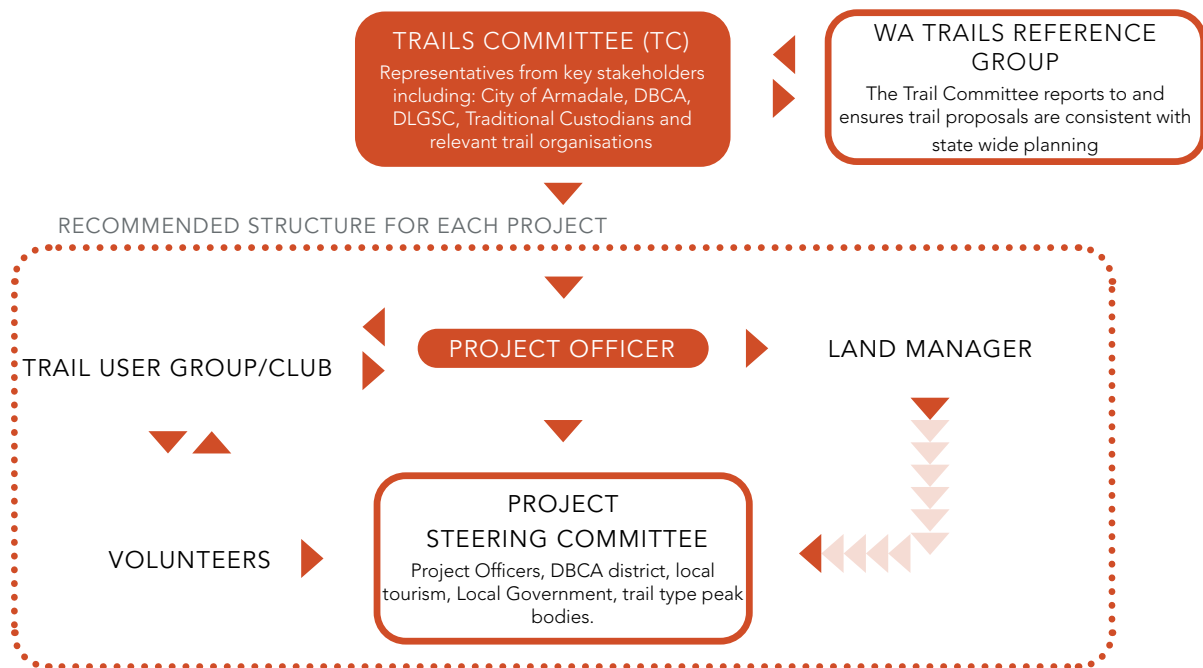 TRAILS COMMITTEE (TC)
Representatives from key stakeholders
including: City of Armadale, DBCA,
DLGSC, Traditional Custodians and
relevant trail organisations
WA TRAILS REFERENCE
GROUP
The Trail Committee reports to and
ensures trail proposals are consistent with
state wide planning
RECOMMENDED STRUCTURE FOR EACH PROJECT
TRAIL USER GROUP/CLUB
PROJECT OFFICER
LAND MANAGER
VOLUNTEERS
PROJECT
STEERING COMMITTEE
Project Officers, DBCA district, local
tourism, Local Government, trail type peak
bodies.